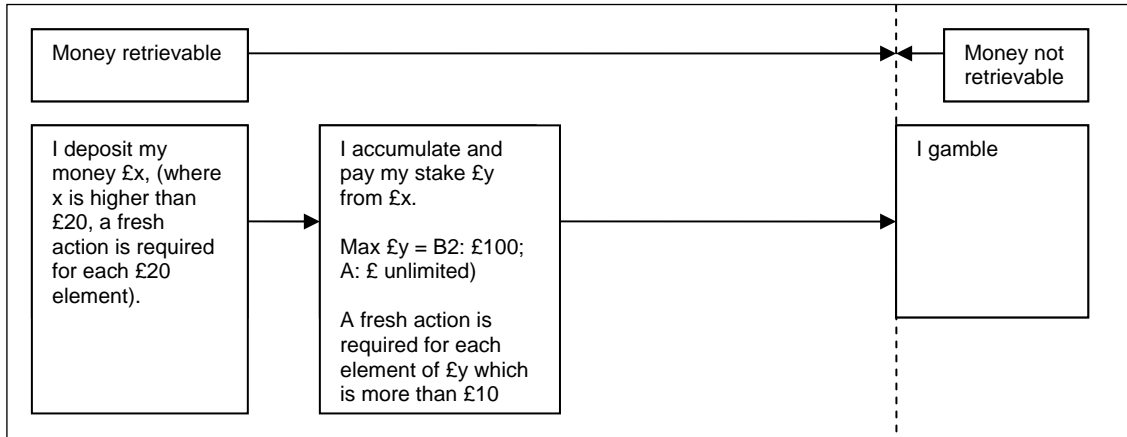 Money retrievable
Money not
retrievable
I deposit my
money £x, (where
x is higher than
£20, a fresh
action is required
for each £20
element).
I accumulate and
pay my stake £y
from £x.
Max £y = B2: £100;
A: £ unlimited)
A fresh action is
required for each
element of £y which
is more than £10
I gamble